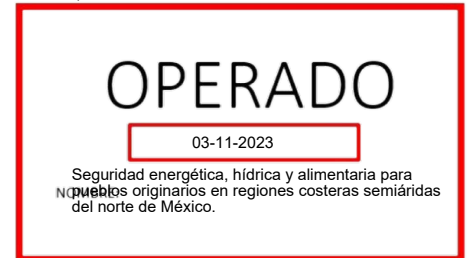 OPERADO
03-11-2023
Seguridad energética, hídrica y alimentaria para
NOMBRE: pueblos originarios en regiones costeras semiáridas
del norte de México.